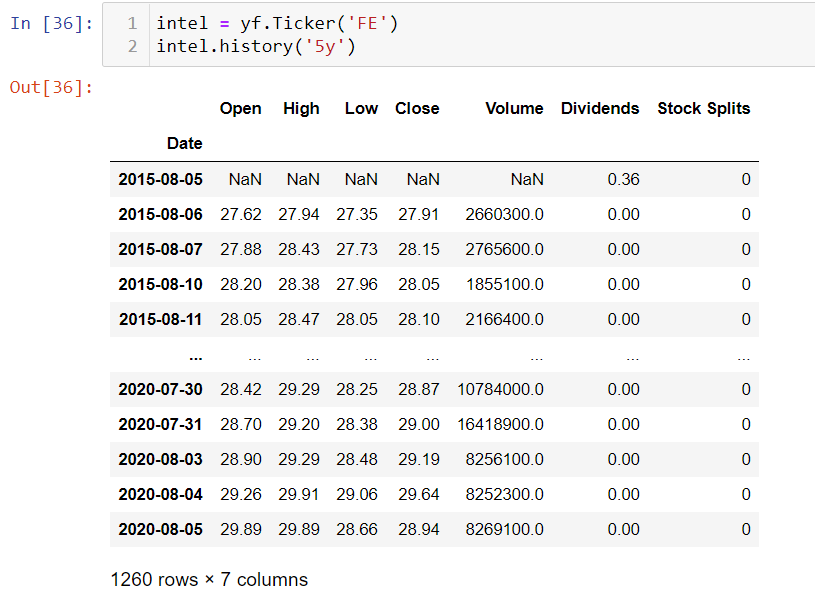 In [36]: 1 intel = yf.Ticker('FE')
2 intel.history('5y')
Out[36]:
Open High Low Close Volume Dividends Stock Splits
Date
2015-08-05 NaN NaN NaN NaN NaN 0.36 0
2015-08-06 27.62 27.94 27.35 27.91 2660300.0 0.00 0
2015-08-07 27.88 28.43 27.73 28.15 2765600.0 0.00 0
2015-08-10 28.20 28.38 27.96 28.05 1855100.0 0.00 0
2015-08-11 28.05 28.47 28.05 28.10 2166400.0 0.00 0
... ... ... ... ... ... ... ...
2020-07-30 28.42 29.29 28.25 28.87 10784000.0 0.00 0
2020-07-31 28.70 29.20 28.38 29.00 16418900.0 0.00 0
2020-08-03 28.90 29.29 28.48 29.19 8256100.0 0.00 0
2020-08-04 29.26 29.91 29.06 29.64 8252300.0 0.00 0
2020-08-05 29.89 29.89 28.66 28.94 8269100.0 0.00 0
1260 rows × 7 columns